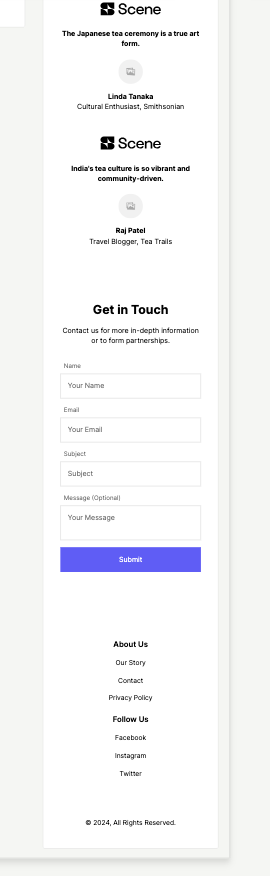 Scene
The Japanese tea ceremony is a true art
form.
Linda Tanaka
Cultural Enthusiast, Smithsonian
Scene
India's tea culture is so vibrant and
community-driven.
Raj Patel
Travel Blogger, Tea Trails
Get in Touch
Contact us for more in-depth information
or to form partnerships.
Name
Your Name
Email
Your Email
Subject
Subject
Message (Optional)
Your Message
Submit
About Us
Our Story
Contact
Privacy Policy
Follow Us
Facebook
Instagram
Twitter
© 2024, All Rights Reserved.